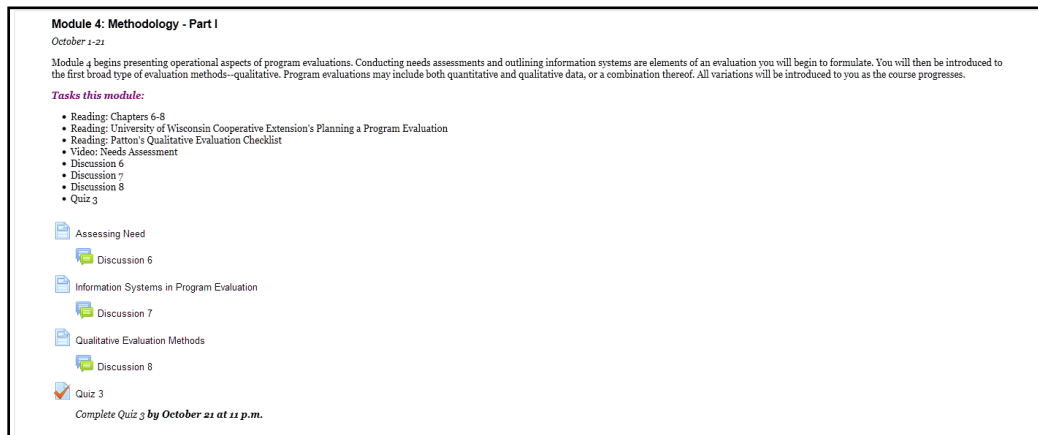 Module 4: Methodology - Part I
October 1-21
Module 4 begins presenting operational aspects of program evaluations. Conducting needs assessments and outlining information systems are elements of an evaluation you will begin to formulate. You will then be introduced to
the first broad type of evaluation methods--qualitative. Program evaluations may include both quantitative and qualitative data, or a combination thereof. All variations will be introduced to you as the course progresses.
Tasks this module:
• Reading: Chapters 6-8
• Reading: University of Wisconsin Cooperative Extension's Planning a Program Evaluation
• Reading: Patton's Qualitative Evaluation Checklist
• Video: Needs Assessment
• Discussion 6
• Discussion 7
• Discussion 8
• Quiz 3
Assessing Need
Discussion 6
Information Systems in Program Evaluation
Discussion 7
Qualitative Evaluation Methods
Discussion 8
Quiz 3
Complete Quiz 3 by October 21 at 11 p.m.